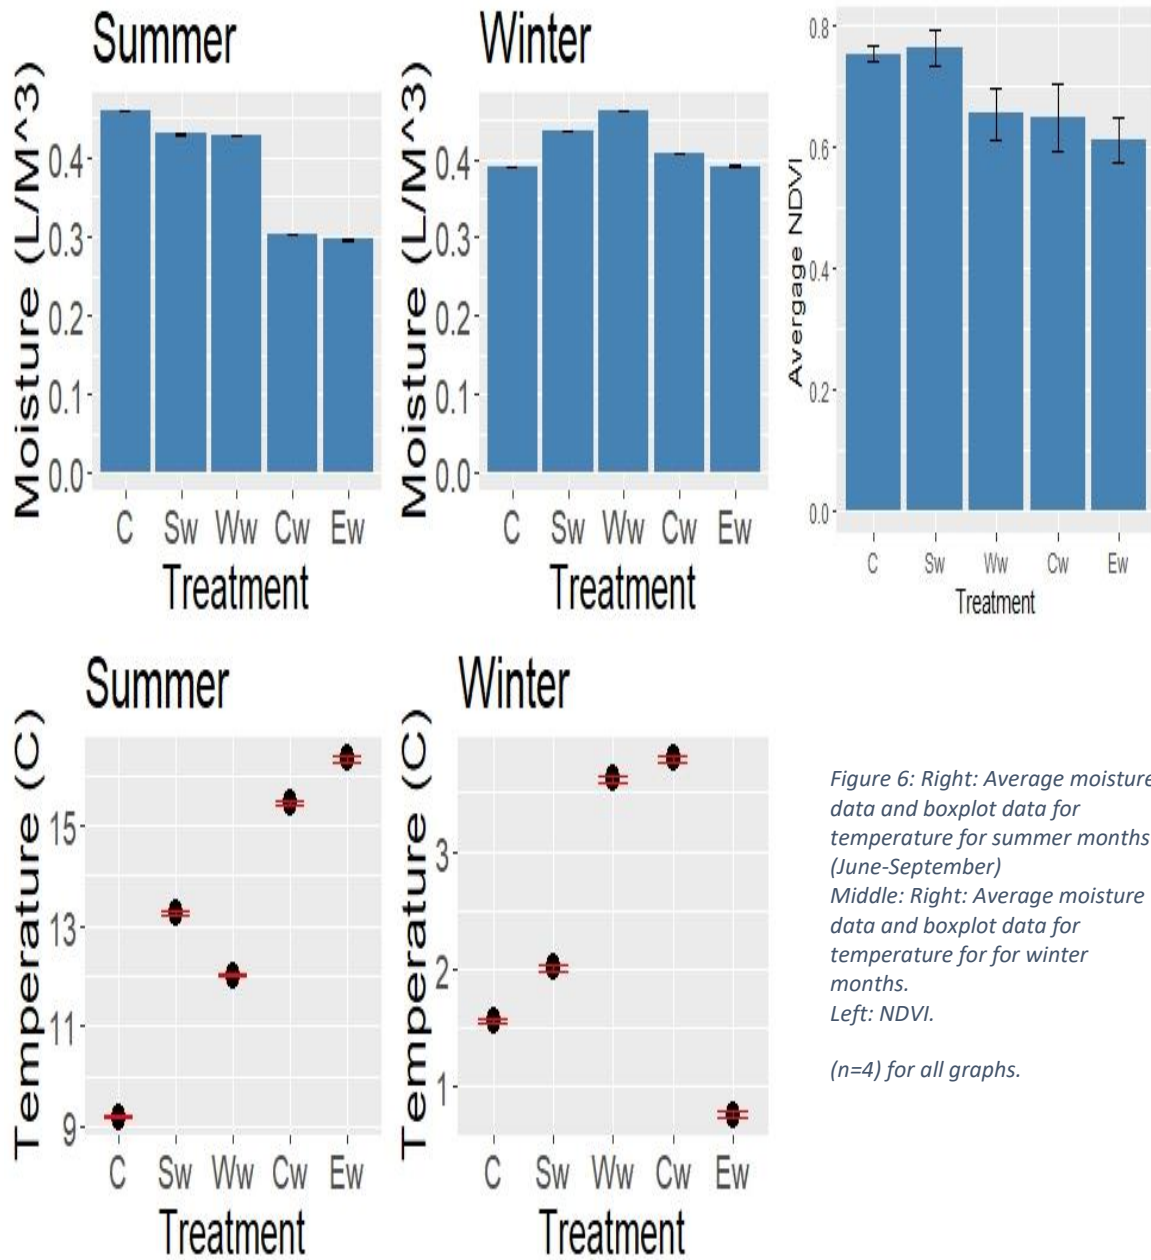 Summer
Moisture (L/M^3)
0.4
0.3
0.2
0.1
0.0
C Sw Ww Cw Ew
Treatment
Winter
Moisture (L/M^3)
0.4
0.3
0.2
0.1
0.0
C Sw Ww Cw Ew
Treatment
Avergage NDVI
0.8
0.6
0.4
0.2
0.0
C Sw Ww Cw Ew
Treatment
Summer
Temperature (C)
15
13
11
9
C Sw Ww Cw Ew
Treatment
Winter
Temperature (C)
3
2
1
C Sw Ww Cw Ew
Treatment
Figure 6: Right: Average moisture
data and boxplot data for
temperature for summer months
(June-September)
Middle: Right: Average moisture
data and boxplot data for
temperature for for winter
months.
Left: NDVI.
(n=4) for all graphs.